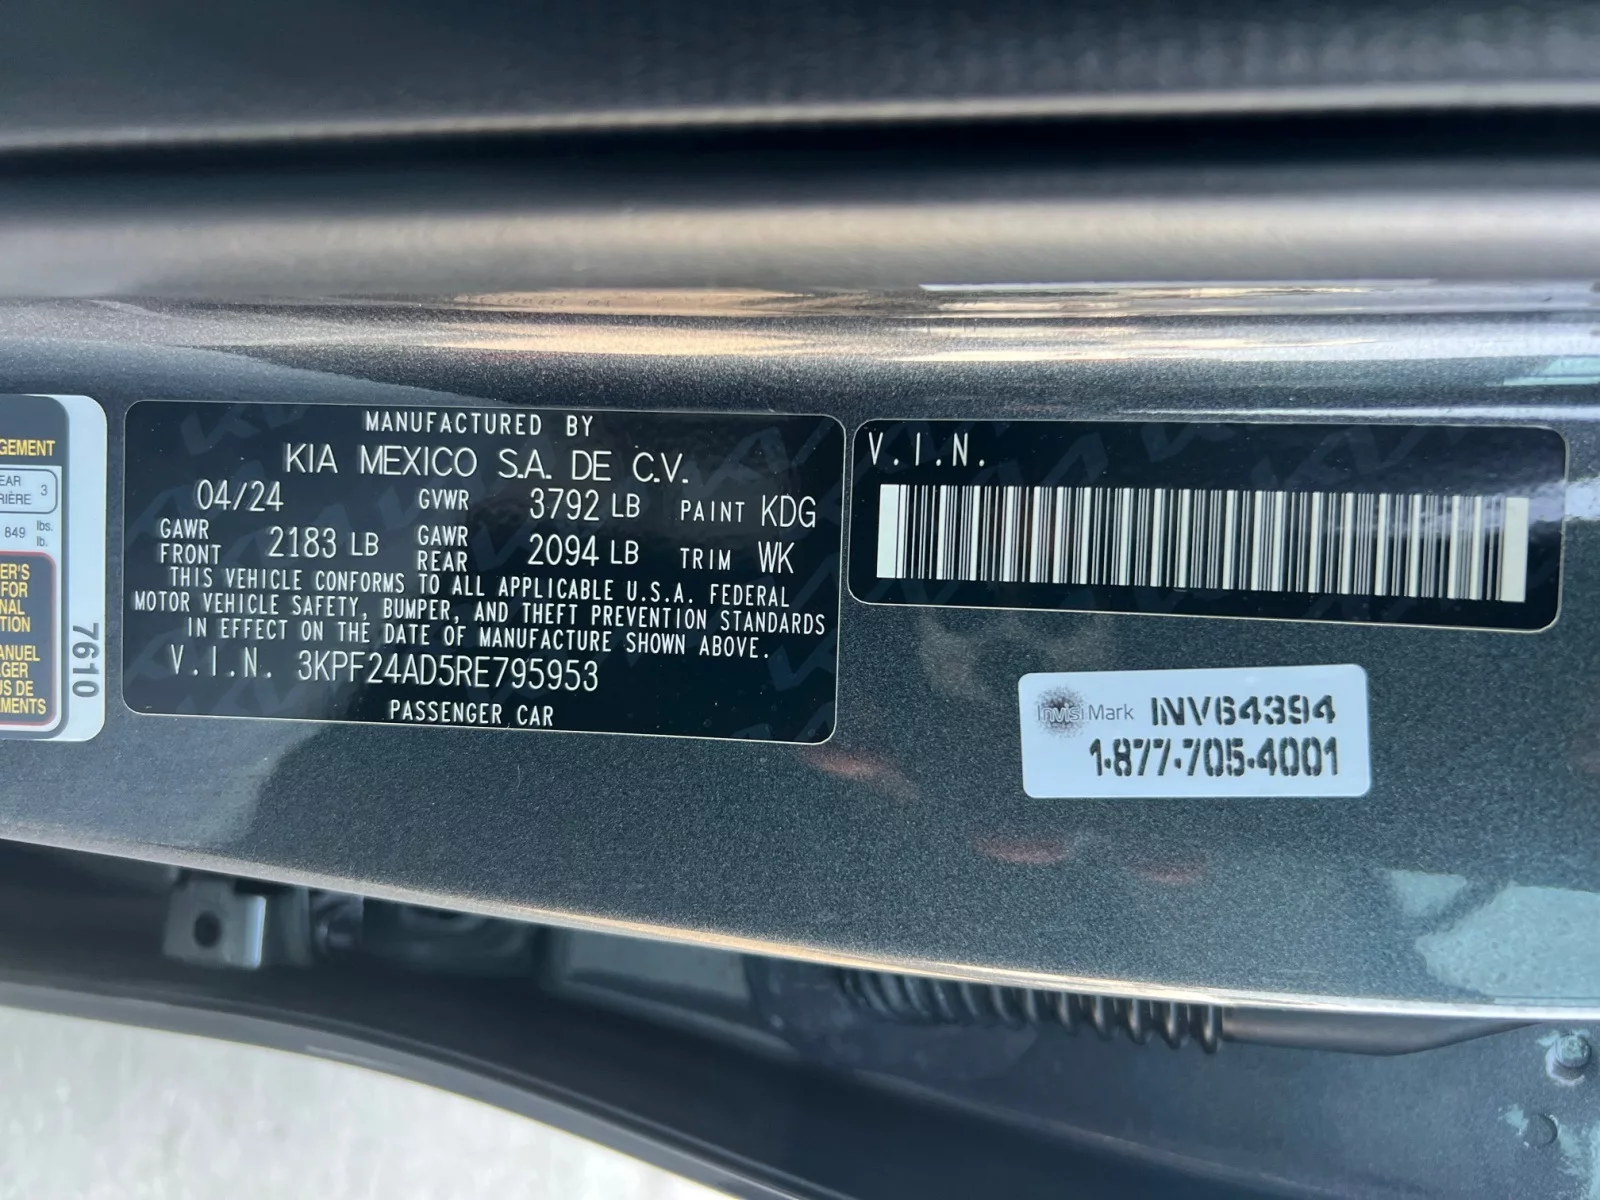 GEMENT
EAR
RIÈRE 3
849 lbs.
lb.
ER'S
FOR
NAL
TION
ANUEL
AGER
US DE
MENTS
7610
MANUFACTURED BY
KIA MEXICO S.A. DE C.V.
04/24 GVWR 3792 LB PAINT KDG
GAWR FRONT 2183 LB GAWR REAR 2094 LB TRIM WK
THIS VEHICLE CONFORMS TO ALL APPLICABLE U.S.A. FEDERAL
MOTOR VEHICLE SAFETY, BUMPER, AND THEFT PREVENTION STANDARDS
IN EFFECT ON THE DATE OF MANUFACTURE SHOWN ABOVE.
V.I.N. 3KPF24AD5RE795953
PASSENGER CAR
V.I.N.
InvisiMark INV64394
1-877-705-4001